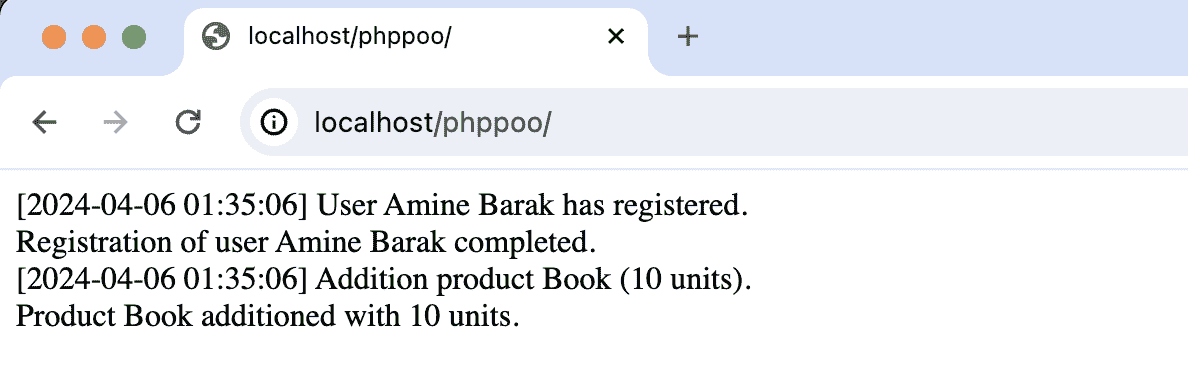 localhost/phppoo/
localhost/phppoo/
[2024-04-06 01:35:06] User Amine Barak has registered.
Registration of user Amine Barak completed.
[2024-04-06 01:35:06] Addition product Book (10 units).
Product Book additioned with 10 units.